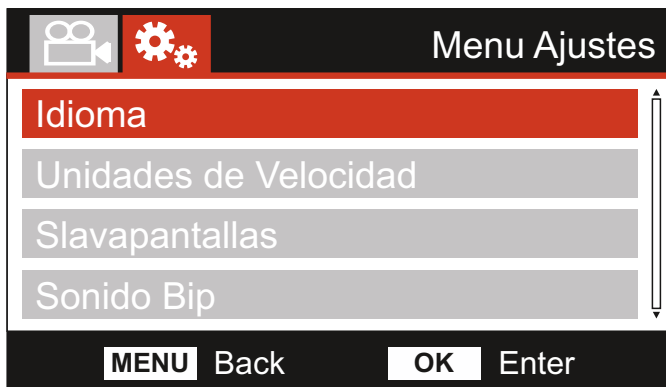 Menu Ajustes
Idioma
Unidades de Velocidad
Slavapantallas
Sonido Bip
MENU Back OK Enter